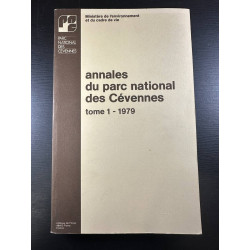 Ministère de l'environnement
et du cadre de vie
PARC
NATIONAL
DES
CÉVENNES
annales
du parc national
des Cévennes
tome 1 - 1979